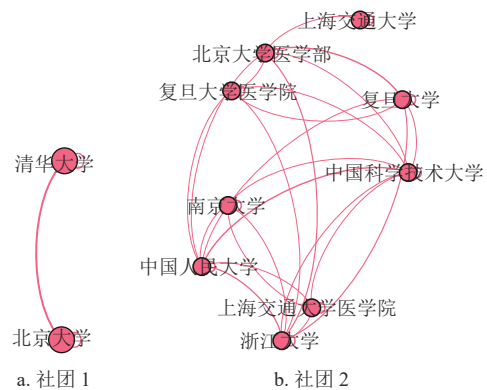 上海交通大学
北京大学医学部
复旦大学医学院
复旦大学
清华大学
中国科学技术大学
南京大学
中国人民大学
上海交通大学医学院
北京大学
浙江大学
a. 社团 1
b. 社团 2